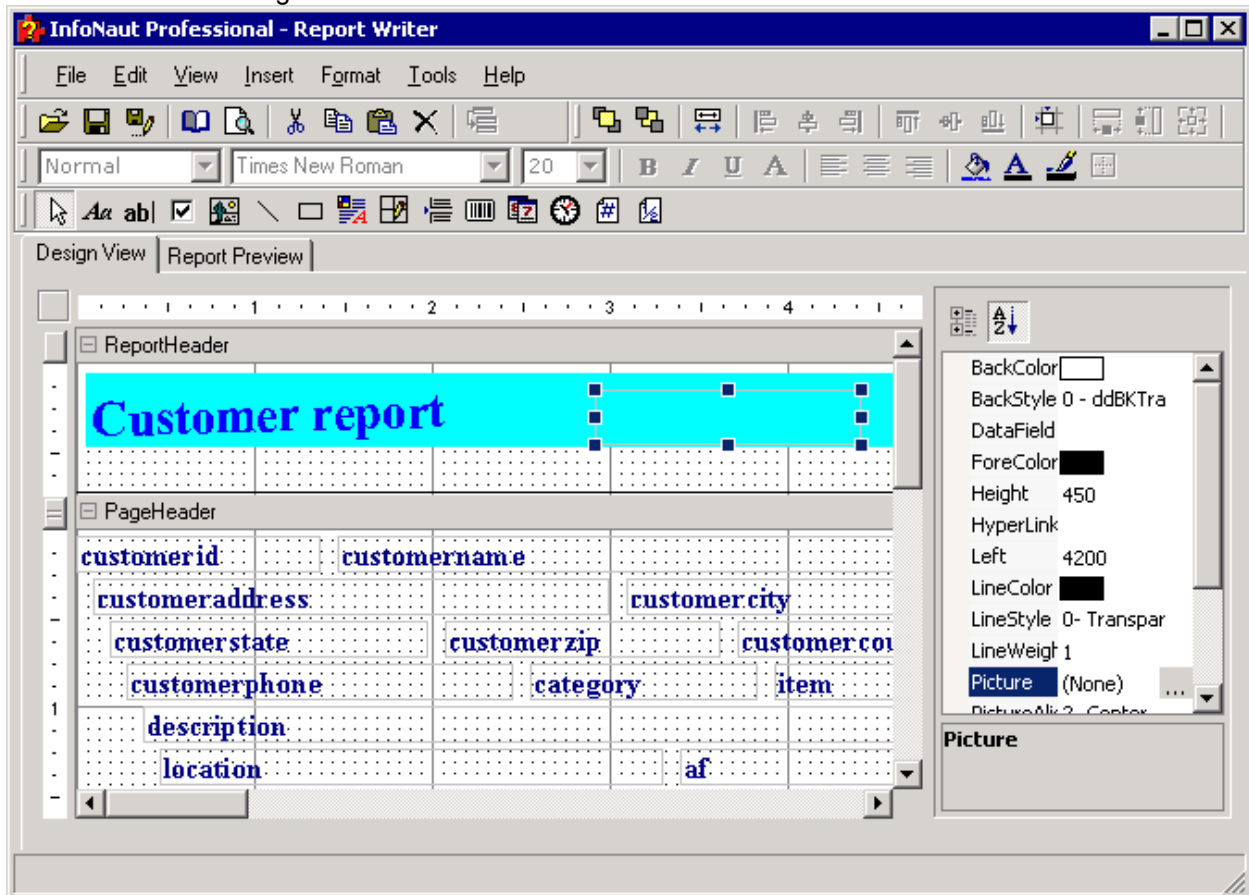 InfoNaut Professional - Report Writer
File Edit View Insert Format Tools Help
Normal Times New Roman 20 B I U A A
Aa ab|
Design View Report Preview
1 2 3 4
ReportHeader
Customer report
PageHeader
customerid customername
customeraddress customercity
customerstate customerzip customercou
customerphone category item
1
description
location af
BackColor
BackStyle 0 - ddBKTra
DataField
ForeColor
Height 450
HyperLink
Left 4200
LineColor
LineStyle 0- Transpar
LineWeigh 1
Picture (None) ...
Picture